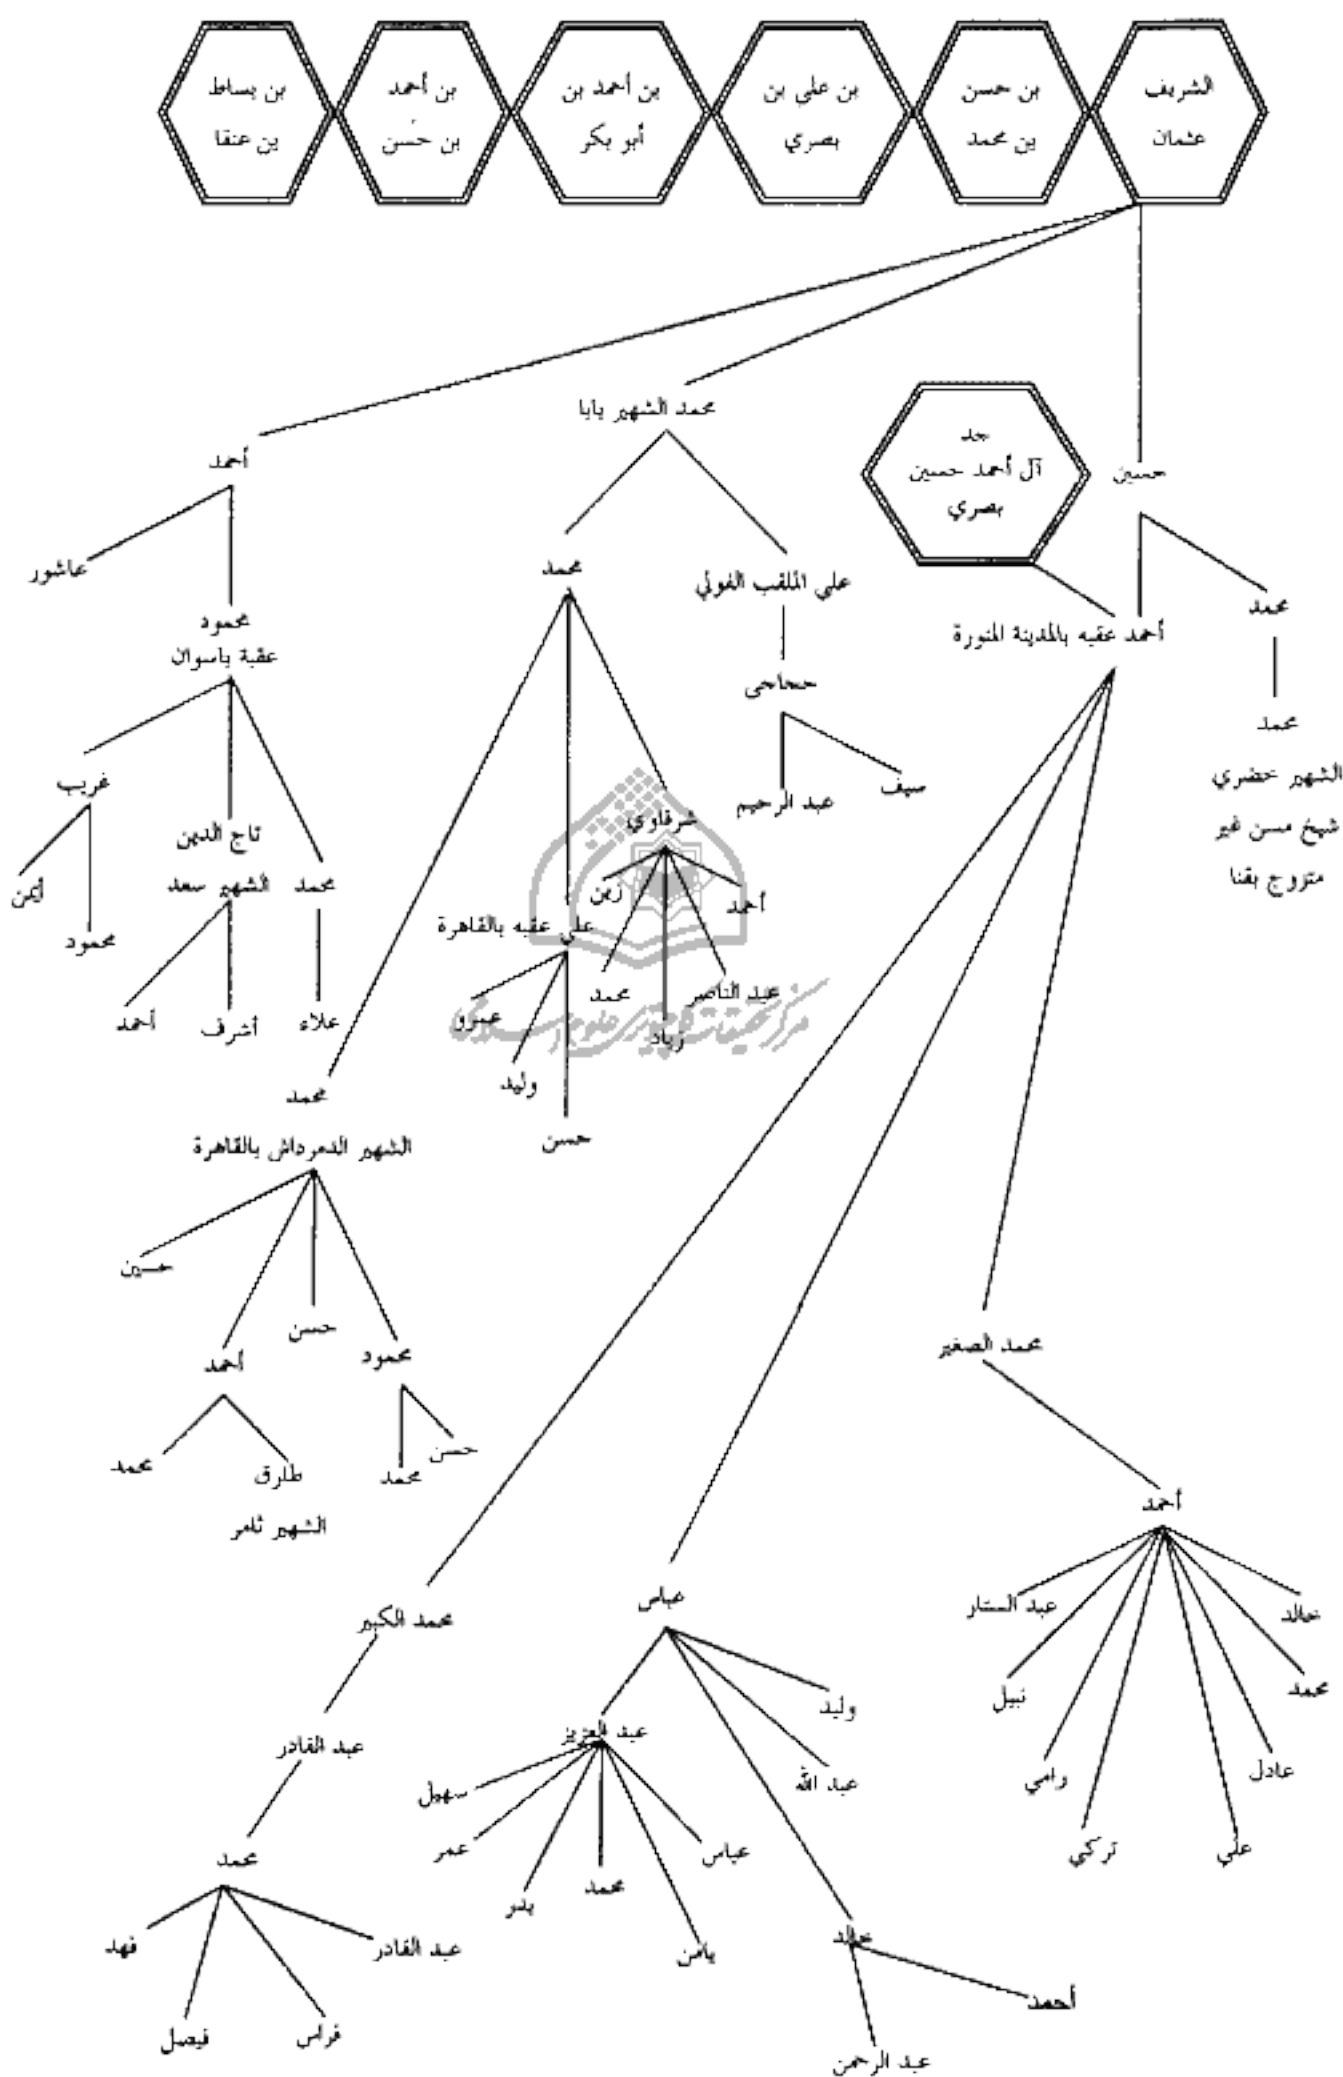 الشريف
عثمان
بن حسن
بن محمد
بن علي بن
بصري
بن أحمد بن
أبو بكر
بن أحمد
بن حسن
بن بساط
بن عنقا
محمد الشهير بابا
جد
آل أحمد حسين
بصري
حسين
أحمد
عاشور
محمد
علي الملقب الفولي
محمد
أحمد عقبه بالمدينة المنورة
محمود
عقبة باسوان
حجاجى
محمد
الشهير خضري
شيخ مسن غير
متزوج بقنا
غريب
سيف
عبد الرحيم
شرقاوي
تاج الدين
الشهير سعد
محمد
أيمن
محمود
زين
أحمد
علي عقبه بالقاهرة
محمد
عبد الناصر
زياد
عمرو
وليد
حسن
علاء
أشرف
أحمد
محمد
الشهير الدمرداش بالقاهرة
حسين
حسن
أحمد
محمود
محمد الصغير
حسن
محمد
طارق
الشهير ثامر
محمد
أحمد
خالد
عبد الستار
محمد
نبيل
عادل
رامي
علي
تركي
عباس
محمد الكبير
وليد
عبد الله
عبد العزيز
عبد القادر
سهيل
عمر
بدر
محمد
عباس
محمد
خالد
فهد
عبد القادر
أحمد
فيصل
فراس
عبد الرحمن